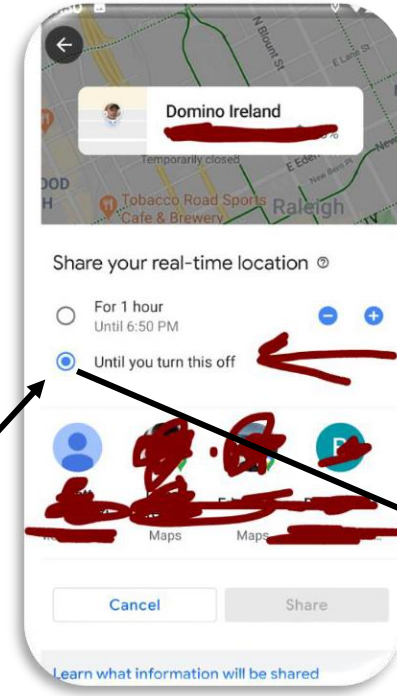 N Blount St
E Lane St
Domino Ireland
Temporarily closed
E Eden
New Bern Pl
New
OOD
H
Tobacco Road Sports
Cafe & Brewery
Raleigh
Share your real-time location
For 1 hour
Until 6:50 PM
Until you turn this off
Maps
Maps
Cancel
Share
Learn what information will be shared